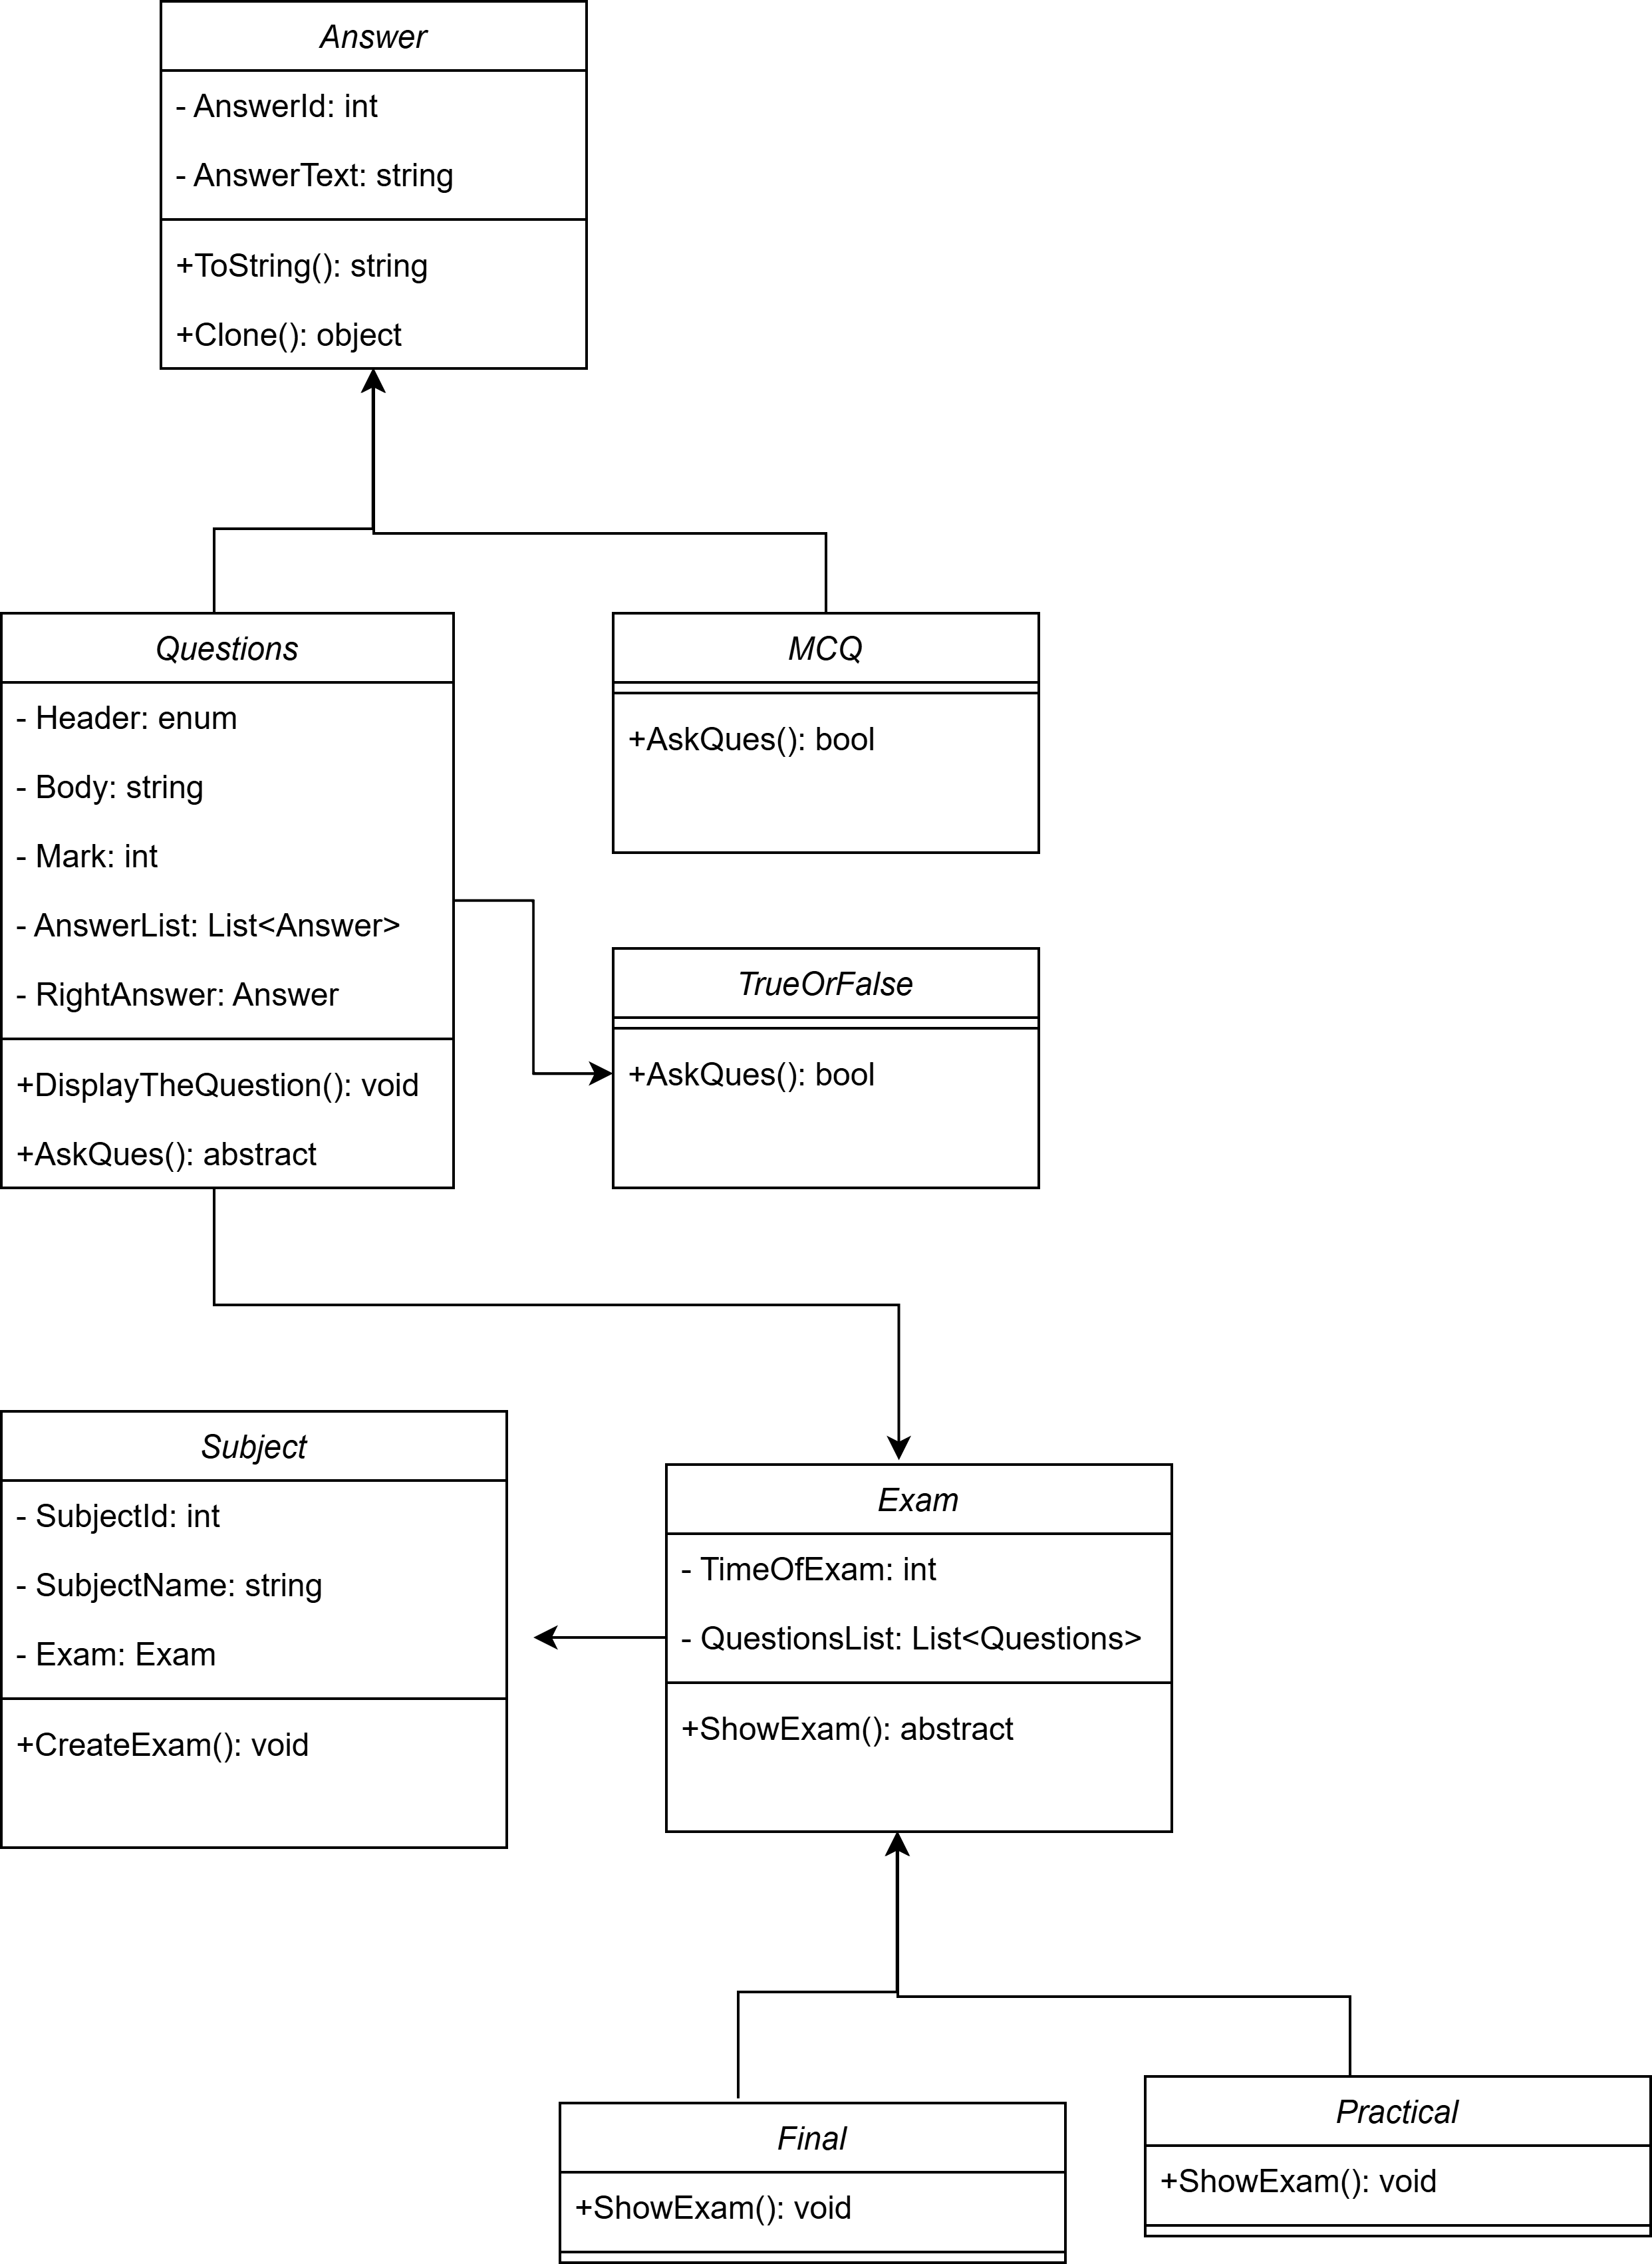 Answer
- AnswerId: int
- AnswerText: string
+ToString(): string
+Clone(): object
Questions
- Header: enum
- Body: string
- Mark: int
- AnswerList: List<Answer>
- RightAnswer: Answer
+DisplayTheQuestion(): void
+AskQues(): abstract
MCQ
+AskQues(): bool
TrueOrFalse
+AskQues(): bool
Subject
- SubjectId: int
- SubjectName: string
- Exam: Exam
+CreateExam(): void
Exam
- TimeOfExam: int
- QuestionsList: List<Questions>
+ShowExam(): abstract
Final
+ShowExam(): void
Practical
+ShowExam(): void